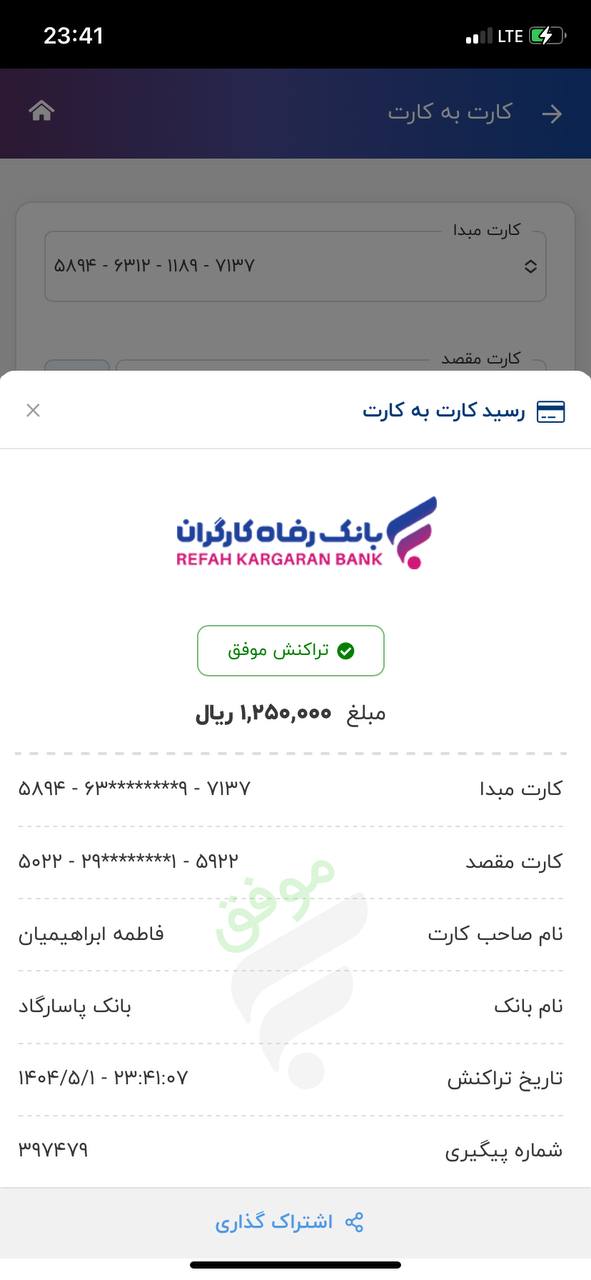 23:41
LTE
کارت به کارت
کارت مبدا
۵۸۹۴ - ۶۳۱۲ - ۱۱۸۹ - ۷۱۳۷
کارت مقصد
رسید کارت به کارت
بانک رفاه کارگران
REFAH KARGARAN BANK
تراکنش موفق
مبلغ ۱,۲۵۰,۰۰۰ ریال
کارت مبدا ۵۸۹۴ - ۶۳********۹ - ۷۱۳۷
کارت مقصد ۵۰۲۲ - ۲۹********۱ - ۵۹۲۲
موفق
نام صاحب کارت فاطمه ابراهیمیان
نام بانک بانک پاسارگاد
تاریخ تراکنش ۱۴۰۴/۵/۱ - ۲۳:۴۱:۰۷
شماره پیگیری ۳۹۷۴۷۹
اشتراک گذاری